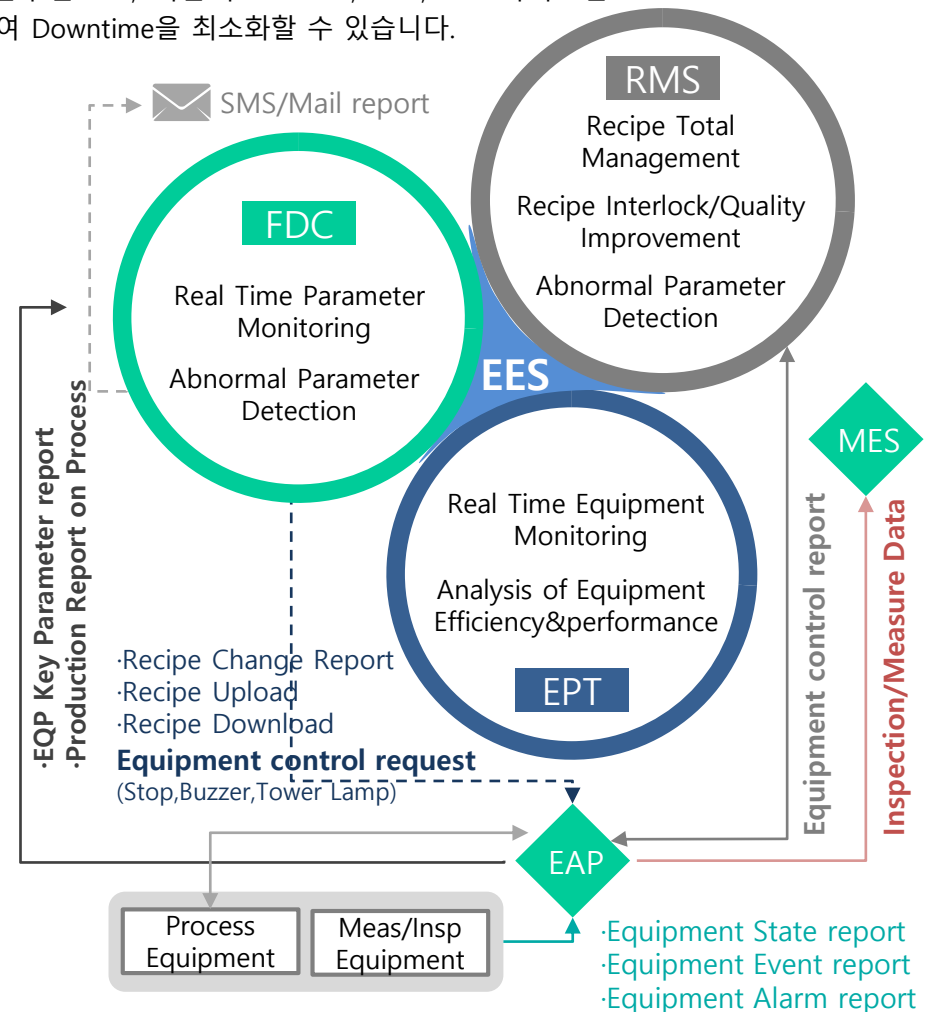 여 Downtime을 최소화할 수 있습니다.
SMS/Mail report
RMS
Recipe Total
Management
Recipe Interlock/Quality
Improvement
Abnormal Parameter
Detection
FDC
Real Time Parameter
Monitoring
Abnormal Parameter
Detection
EES
MES
Real Time Equipment
Monitoring
Analysis of Equipment
Efficiency&performance
EPT
·EQP Key Parameter report
·Production Report on Process
·Recipe Change Report
·Recipe Upload
·Recipe Download
Equipment control request
(Stop,Buzzer,Tower Lamp)
Equipment control report
Inspection/Measure Data
EAP
Process
Equipment
Meas/Insp
Equipment
·Equipment State report
·Equipment Event report
·Equipment Alarm report